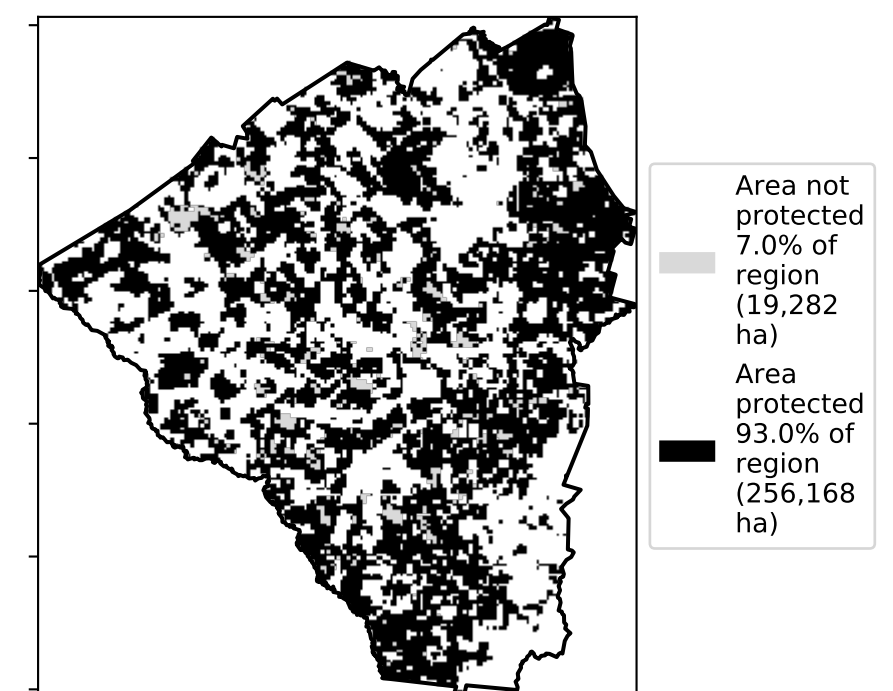 Area not
protected
7.0% of
region
(19,282
ha)
Area
protected
93.0% of
region
(256,168
ha)